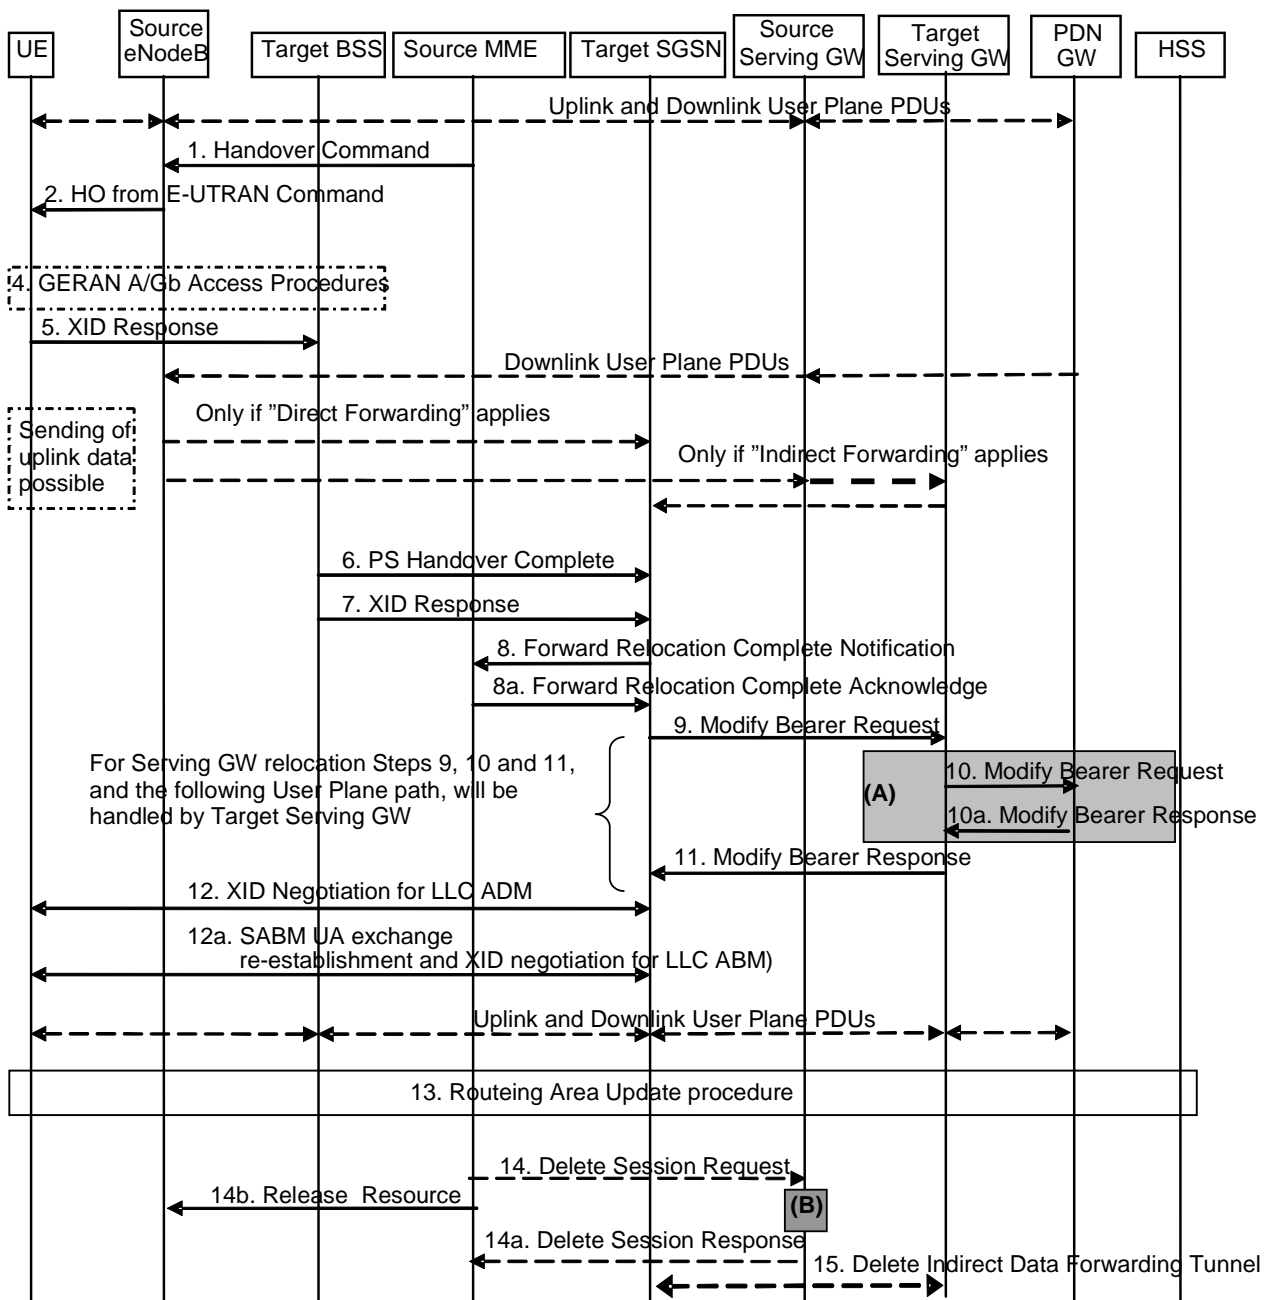 UE
Source
eNodeB
Target BSS
Source MME
Target SGSN
Source
Serving GW
Target
Serving GW
PDN
GW
HSS
Uplink and Downlink User Plane PDUs
1. Handover Command
2. HO from E-UTRAN Command
4. GERAN A/Gb Access Procedures
5. XID Response
Downlink User Plane PDUs
Only if "Direct Forwarding" applies
Sending of
uplink data
possible
Only if "Indirect Forwarding" applies
6. PS Handover Complete
7. XID Response
8. Forward Relocation Complete Notification
8a. Forward Relocation Complete Acknowledge
9. Modify Bearer Request
For Serving GW relocation Steps 9, 10 and 11,
and the following User Plane path, will be
handled by Target Serving GW
(A)
10. Modify Bearer Request
10a. Modify Bearer Response
11. Modify Bearer Response
12. XID Negotiation for LLC ADM
12a. SABM UA exchange
re-establishment and XID negotiation for LLC ABM)
Uplink and Downlink User Plane PDUs
13. Routeing Area Update procedure
14. Delete Session Request
14b. Release Resource
(B)
14a. Delete Session Response
15. Delete Indirect Data Forwarding Tunnel